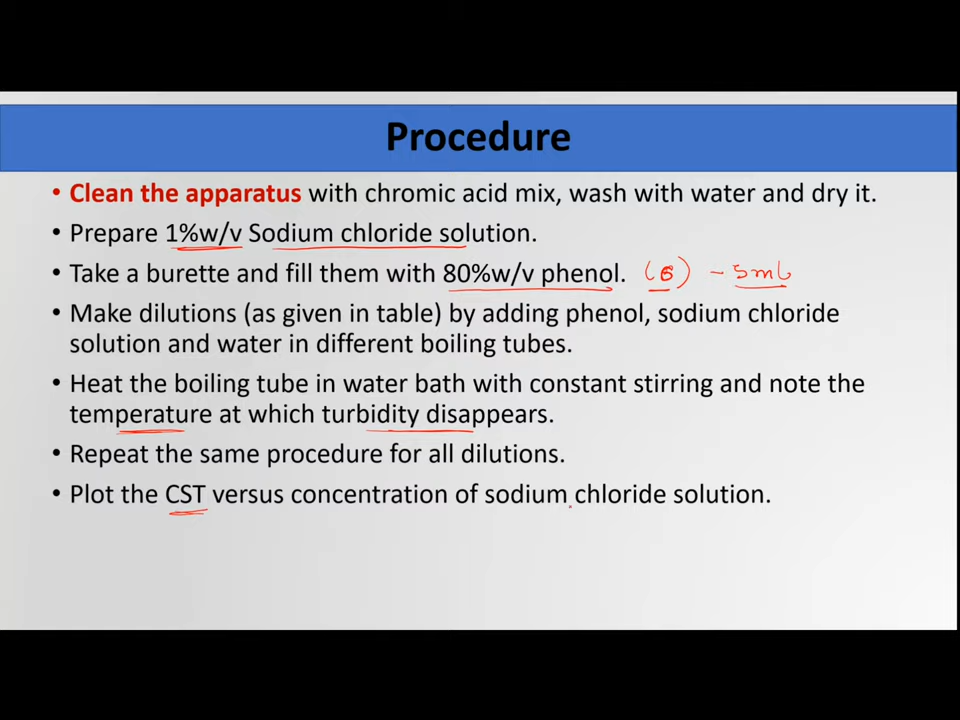 Procedure
• Clean the apparatus with chromic acid mix, wash with water and dry it.
• Prepare 1%w/v Sodium chloride solution.
• Take a burette and fill them with 80%w/v phenol. (6) - 5ml
• Make dilutions (as given in table) by adding phenol, sodium chloride
solution and water in different boiling tubes.
• Heat the boiling tube in water bath with constant stirring and note the
temperature at which turbidity disappears.
• Repeat the same procedure for all dilutions.
• Plot the CST versus concentration of sodium chloride solution.